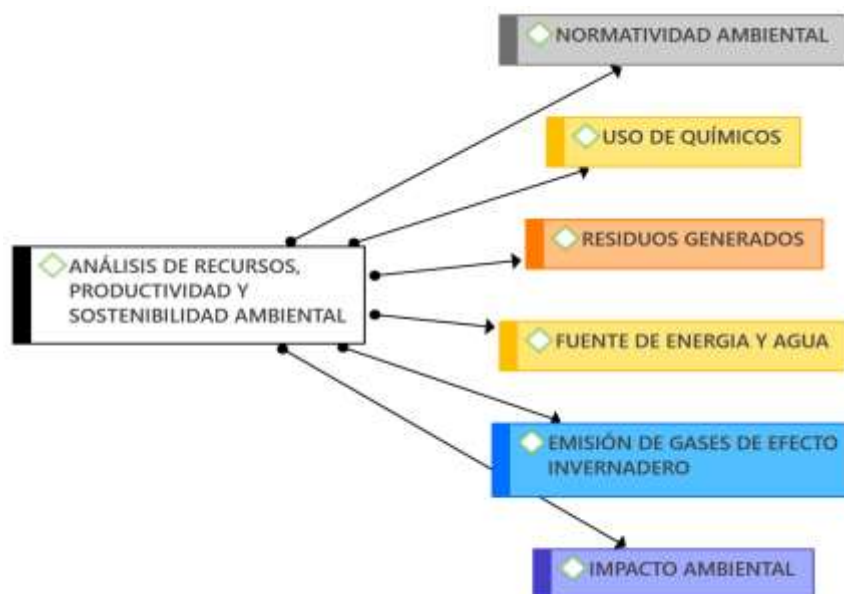 NORMATIVIDAD AMBIENTAL
USO DE QUÍMICOS
RESIDUOS GENERADOS
ANÁLISIS DE RECURSOS,
PRODUCTIVIDAD Y
SOSTENIBILIDAD AMBIENTAL
FUENTE DE ENERGIA Y AGUA
EMISIÓN DE GASES DE EFECTO
INVERNADERO
IMPACTO AMBIENTAL